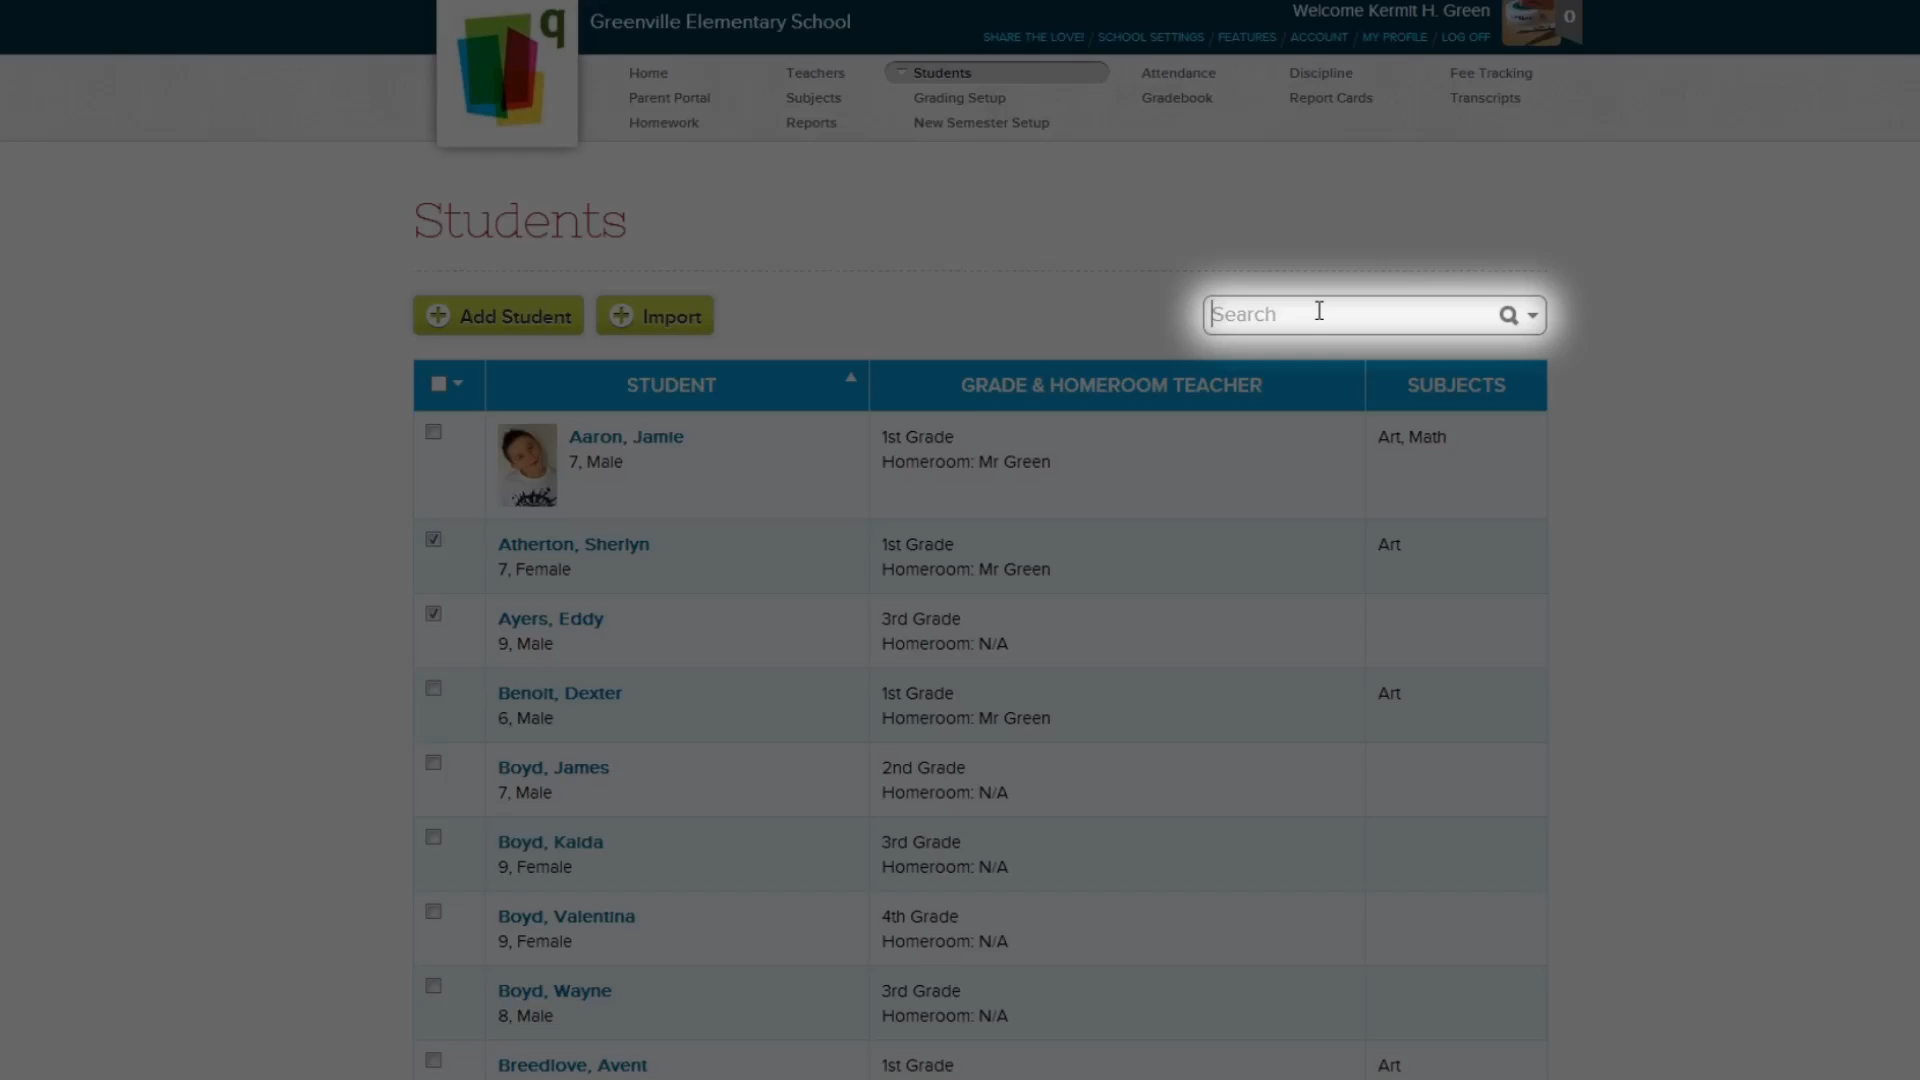 q
Greenville Elementary School
Welcome Kermit H. Green
0
SHARE THE LOVE! / SCHOOL SETTINGS / FEATURES / ACCOUNT / MY PROFILE / LOG OFF
Home Teachers Students Attendance Discipline Fee Tracking
Parent Portal Subjects Grading Setup Gradebook Report Cards Transcripts
Homework Reports New Semester Setup
Students
Add Student Import Search
STUDENT GRADE & HOMEROOM TEACHER SUBJECTS
Aaron, Jamie 1st Grade Art, Math
7, Male Homeroom: Mr Green
Atherton, Sherlyn 1st Grade Art
7, Female Homeroom: Mr Green
Ayers, Eddy 3rd Grade
9, Male Homeroom: N/A
Benoit, Dexter 1st Grade Art
6, Male Homeroom: Mr Green
Boyd, James 2nd Grade
7, Male Homeroom: N/A
Boyd, Kaida 3rd Grade
9, Female Homeroom: N/A
Boyd, Valentina 4th Grade
9, Female Homeroom: N/A
Boyd, Wayne 3rd Grade
8, Male Homeroom: N/A
Breedlove, Avent 1st Grade Art